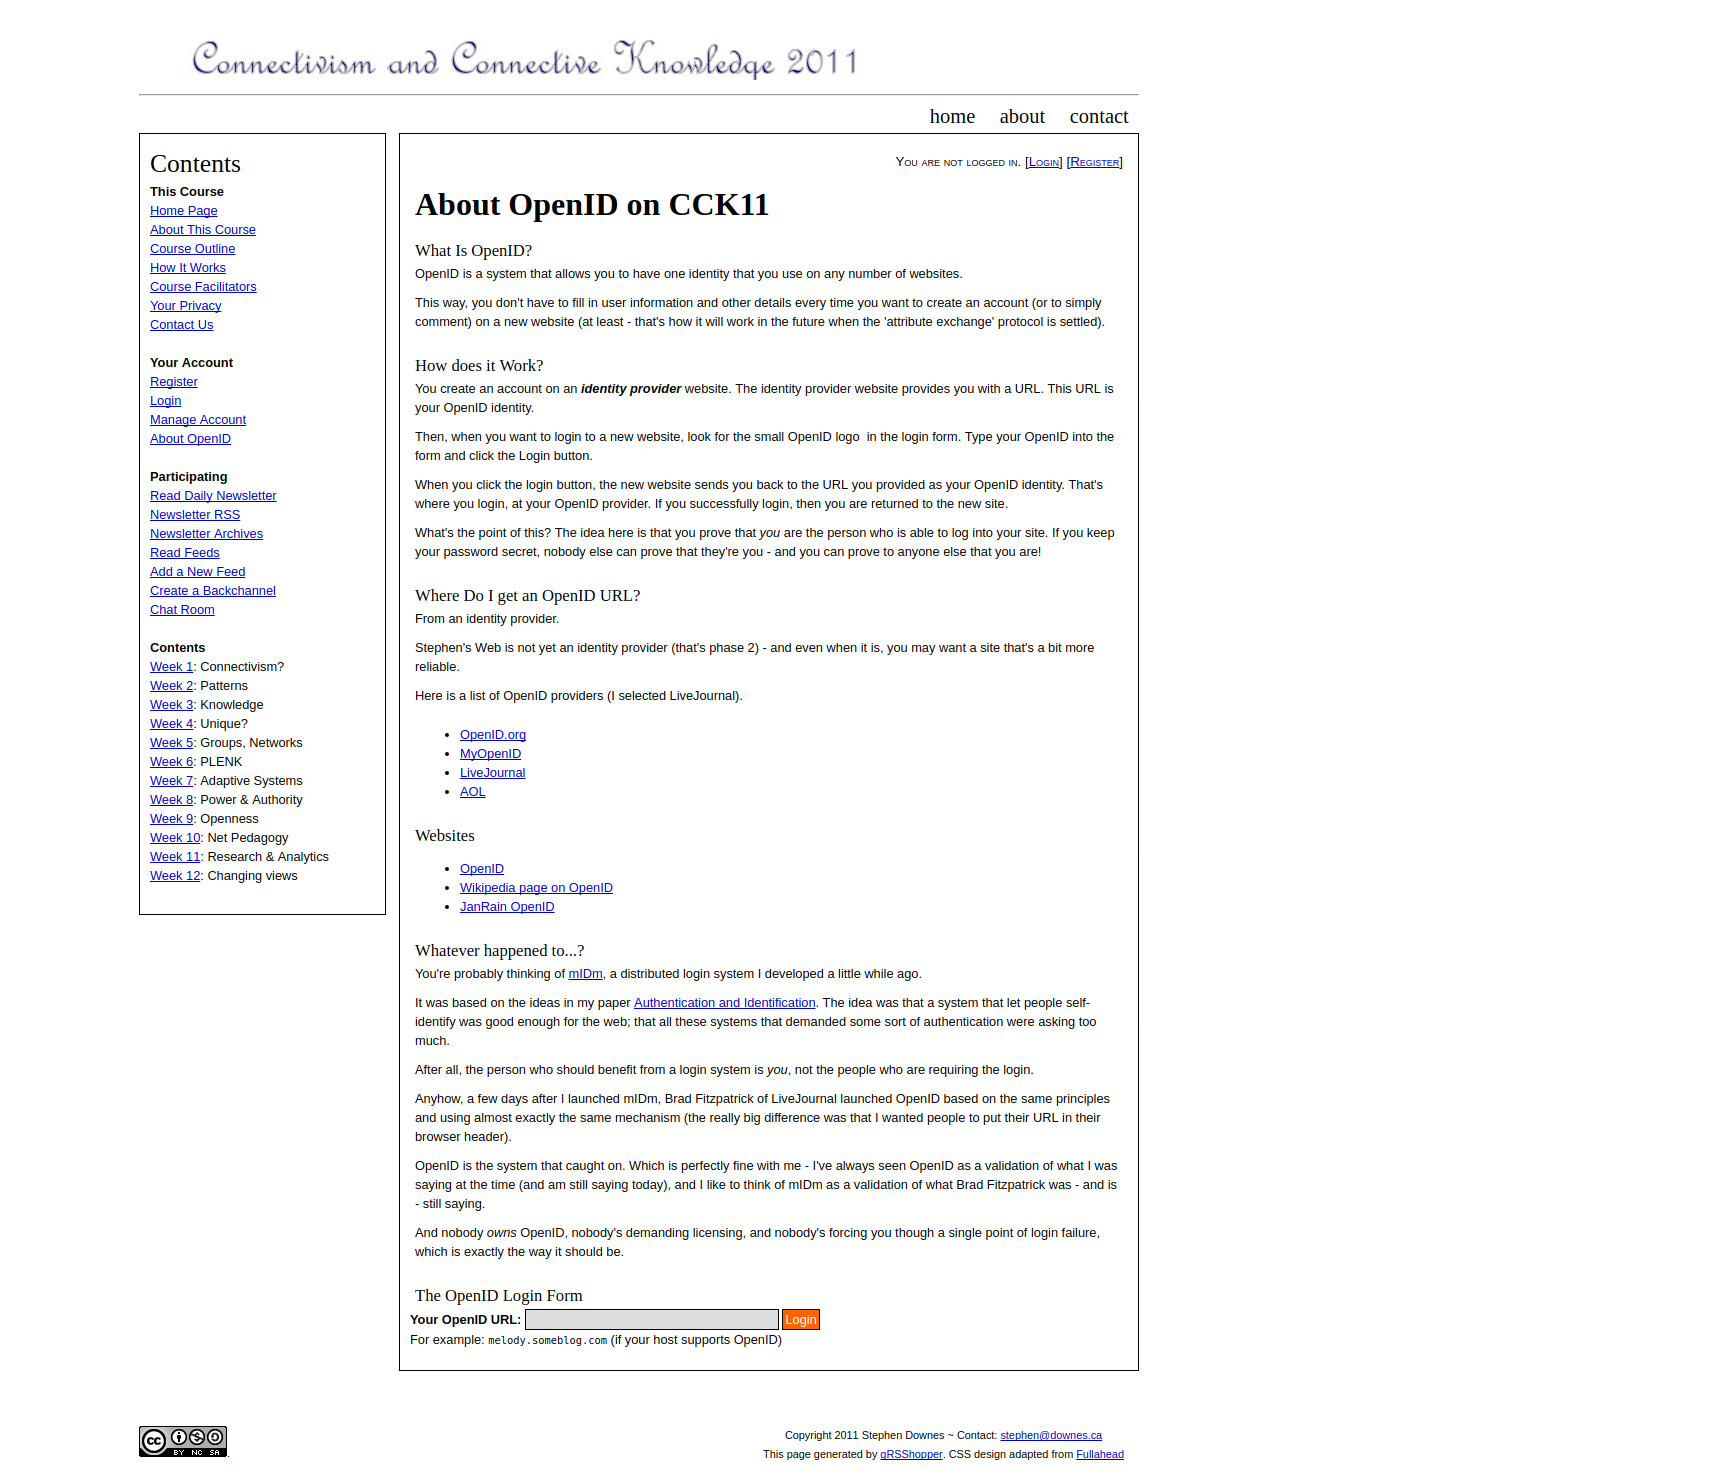 Connectivism and Connective Knowledge 2011
home about contact
Contents
This Course
Home Page
About This Course
Course Outline
How It Works
Course Facilitators
Your Privacy
Contact Us
Your Account
Register
Login
Manage Account
About OpenID
Participating
Read Daily Newsletter
Newsletter RSS
Newsletter Archives
Read Feeds
Add a New Feed
Create a Backchannel
Chat Room
Contents
Week 1: Connectivism?
Week 2: Patterns
Week 3: Knowledge
Week 4: Unique?
Week 5: Groups, Networks
Week 6: PLENK
Week 7: Adaptive Systems
Week 8: Power & Authority
Week 9: Openness
Week 10: Net Pedagogy
Week 11: Research & Analytics
Week 12: Changing views
You are not logged in. [Login] [Register]
About OpenID on CCK11
What Is OpenID?
OpenID is a system that allows you to have one identity that you use on any number of websites.
This way, you don't have to fill in user information and other details every time you want to create an account (or to simply
comment) on a new website (at least - that's how it will work in the future when the 'attribute exchange' protocol is settled).
How does it Work?
You create an account on an identity provider website. The identity provider website provides you with a URL. This URL is
your OpenID identity.
Then, when you want to login to a new website, look for the small OpenID logo in the login form. Type your OpenID into the
form and click the Login button.
When you click the login button, the new website sends you back to the URL you provided as your OpenID identity. That's
where you login, at your OpenID provider. If you successfully login, then you are returned to the new site.
What's the point of this? The idea here is that you prove that you are the person who is able to log into your site. If you keep
your password secret, nobody else can prove that they're you - and you can prove to anyone else that you are!
Where Do I get an OpenID URL?
From an identity provider.
Stephen's Web is not yet an identity provider (that's phase 2) - and even when it is, you may want a site that's a bit more
reliable.
Here is a list of OpenID providers (I selected LiveJournal).
OpenID.org
MyOpenID
LiveJournal
AOL
Websites
OpenID
Wikipedia page on OpenID
JanRain OpenID
Whatever happened to...?
You're probably thinking of mIDm, a distributed login system I developed a little while ago.
It was based on the ideas in my paper Authentication and Identification. The idea was that a system that let people self-
identify was good enough for the web; that all these systems that demanded some sort of authentication were asking too
much.
After all, the person who should benefit from a login system is you, not the people who are requiring the login.
Anyhow, a few days after I launched mIDm, Brad Fitzpatrick of LiveJournal launched OpenID based on the same principles
and using almost exactly the same mechanism (the really big difference was that I wanted people to put their URL in their
browser header).
OpenID is the system that caught on. Which is perfectly fine with me - I've always seen OpenID as a validation of what I was
saying at the time (and am still saying today), and I like to think of mIDm as a validation of what Brad Fitzpatrick was - and is
- still saying.
And nobody owns OpenID, nobody's demanding licensing, and nobody's forcing you though a single point of login failure,
which is exactly the way it should be.
The OpenID Login Form
Your OpenID URL: Login
For example: melody.someblog.com (if your host supports OpenID)
cc BY NC SA
Copyright 2011 Stephen Downes ~ Contact: stephen@downes.ca
This page generated by gRSShopper. CSS design adapted from Fullahead